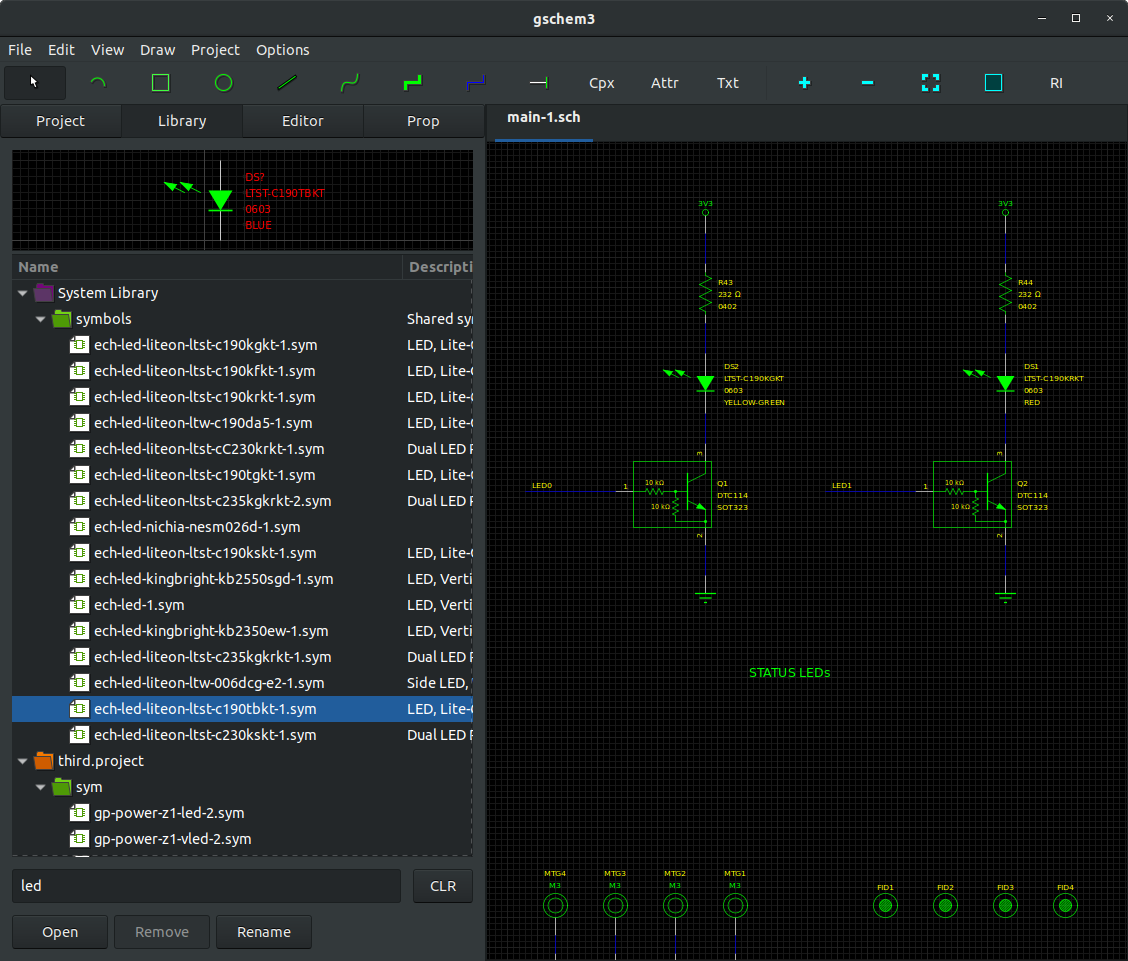 gschem3
File Edit View Draw Project Options
Cpx Attr Txt RI
Project Library Editor Prop
main-1.sch
DS?
LTST-C190TBKT
0603
BLUE
Name Descripti
System Library
symbols Shared sy
ech-led-liteon-ltst-c190kgkt-1.sym LED, Lite-
ech-led-liteon-ltst-c190kfkt-1.sym LED, Lite-
ech-led-liteon-ltst-c190krkt-1.sym LED, Lite-
ech-led-liteon-ltw-c190da5-1.sym LED, Lite-
ech-led-liteon-ltst-cC230krkt-1.sym Dual LED
ech-led-liteon-ltst-c190tgkt-1.sym LED, Lite-
ech-led-liteon-ltst-c235kgkrkt-2.sym Dual LED
ech-led-nichia-nesm026d-1.sym
ech-led-liteon-ltst-c190kskt-1.sym LED, Lite-
ech-led-kingbright-kb2550sgd-1.sym LED, Verti
ech-led-1.sym LED, Verti
ech-led-kingbright-kb2350ew-1.sym LED, Verti
ech-led-liteon-ltst-c235kgkrkt-1.sym Dual LED
ech-led-liteon-ltw-006dcg-e2-1.sym Side LED,
ech-led-liteon-ltst-c190tbkt-1.sym LED, Lite-
ech-led-liteon-ltst-c230kskt-1.sym Dual LED
third.project
sym
gp-power-z1-led-2.sym
gp-power-z1-vled-2.sym
led CLR
Open Remove Rename
3V3 3V3
R43
232 Ω
0402
R44
232 Ω
0402
DS2
LTST-C190KGKT
0603
YELLOW-GREEN
DS1
LTST-C190KRKT
0603
RED
LED0
1
3
2
10 kΩ
10 kΩ
Q1
DTC114
SOT323
LED1
1
3
2
10 kΩ
10 kΩ
Q2
DTC114
SOT323
STATUS LEDs
MTG4 MTG3 MTG2 MTG1
M3 M3 M3 M3
FID1 FID2 FID3 FID4